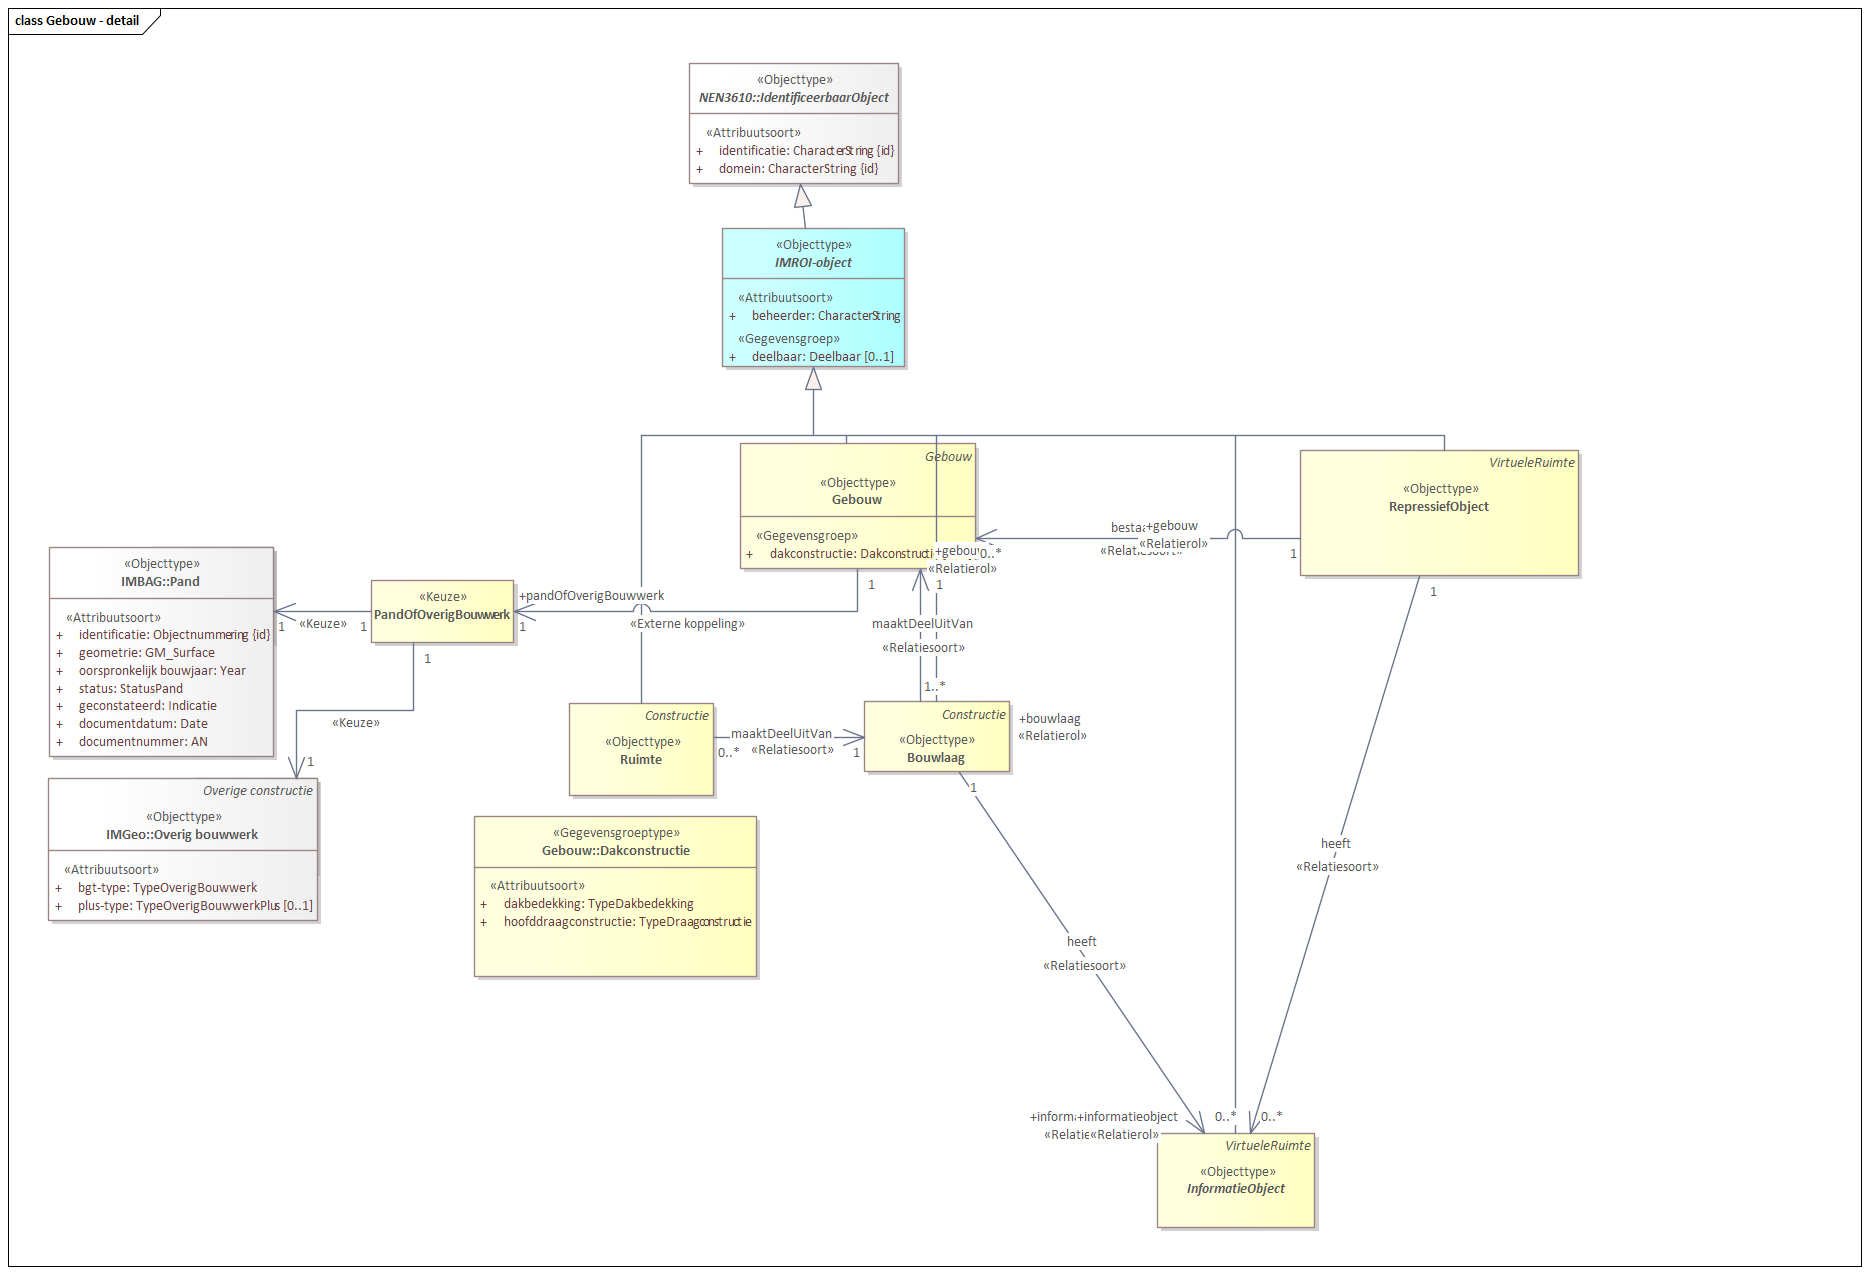 class Gebouw - detail
«Objecttype»
NEN3610::IdentificeerbaarObject
«Attribuutsoort»
+ identificatie: CharacterString {id}
+ domein: CharacterString {id}
«Objecttype»
IMROI-object
«Attribuutsoort»
+ beheerder: CharacterString
«Gegevensgroep»
+ deelbaar: Deelbaar [0..1]
Gebouw
«Objecttype»
Gebouw
«Gegevensgroep»
+ dakconstructie:
VirtueleRuimte
«Objecttype»
RepressiefObject
+gebouw
«Relatierol»
1
0..*
«Relatierol»
1
1
1
«Objecttype»
IMBAG::Pand
«Attribuutsoort»
+ identificatie: Objectnummering {id}
+ geometrie: GM_Surface
+ oorspronkelijk bouwjaar: Year
+ status: StatusPand
+ geconstateerd: Indicatie
+ documentdatum: Date
+ documentnummer: AN
«Keuze»
PandOfOverigBouwwerk
+pandOfOverigBouwwerk
«Externe koppeling»
1
1
«Keuze»
1
1
«Keuze»
1
maaktDeelUitVan
«Relatiesoort»
1..*
Constructie
«Objecttype»
Ruimte
maaktDeelUitVan
«Relatiesoort»
0..*
1
Constructie
«Objecttype»
Bouwlaag
+bouwlaag
«Relatierol»
1
Overige constructie
«Objecttype»
IMGeo::Overig bouwwerk
«Attribuutsoort»
+ bgt-type: TypeOverigBouwwerk
+ plus-type: TypeOverigBouwwerkPlus [0..1]
«Gegevensgroeptype»
Gebouw::Dakconstructie
«Attribuutsoort»
+ dakbedekking: TypeDakbedekking
+ hoofddraagconstructie: TypeDraagconstructie
heeft
«Relatiesoort»
heeft
«Relatiesoort»
+informatieobject
«Relatierol»
0..*
0..*
VirtueleRuimte
«Objecttype»
InformatieObject